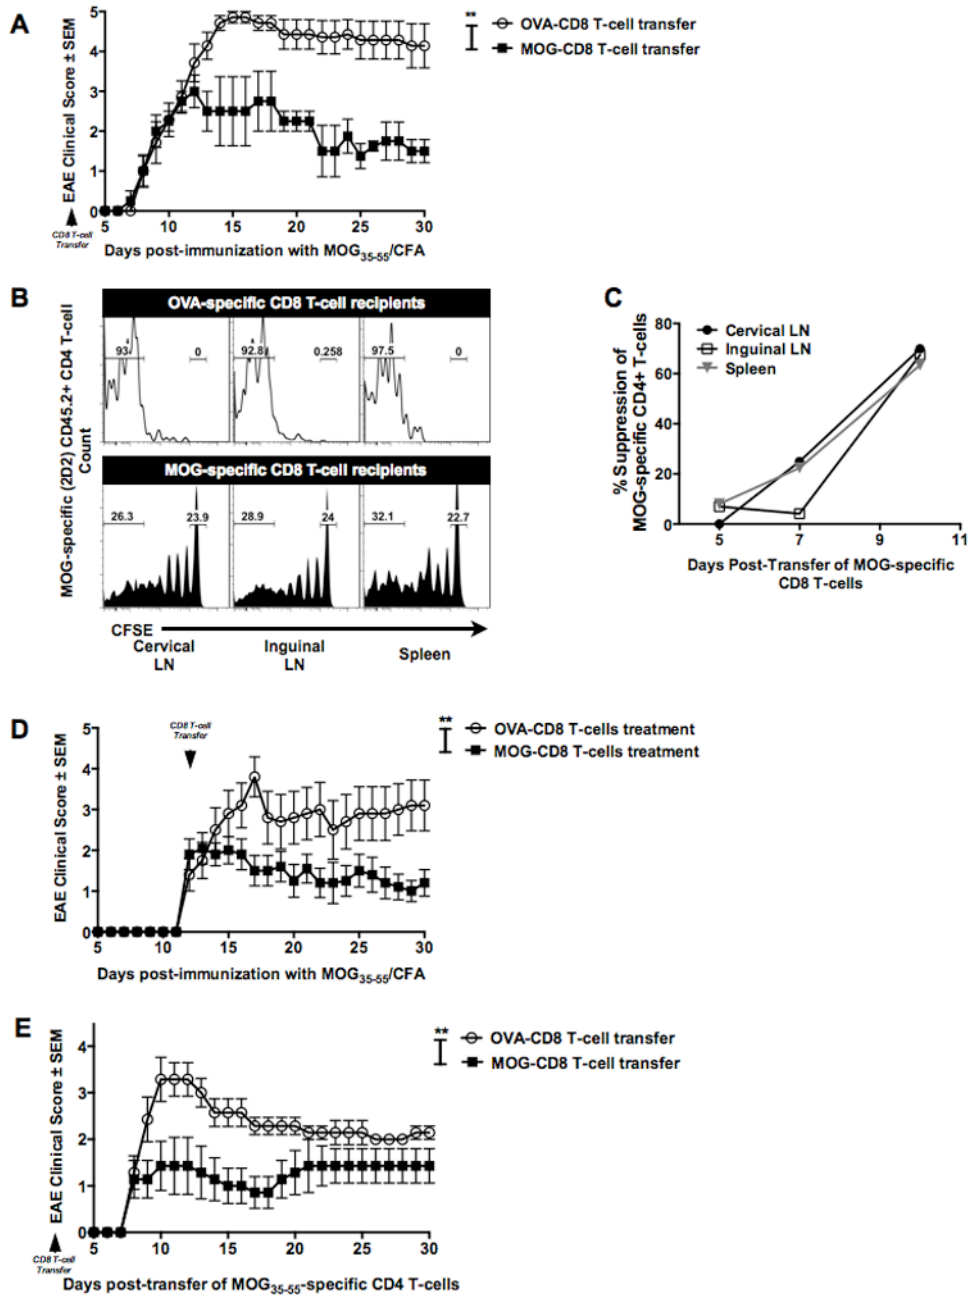 A
EAE Clinical Score ± SEM
5
4
3
2
1
0
5 10 15 20 25 30
CD8 T-cell
Transfer
Days post-immunization with MOG35-55/CFA
**
OVA-CD8 T-cell transfer
MOG-CD8 T-cell transfer
B
MOG-specific (2D2) CD45.2+ CD4 T-cell
Count
OVA-specific CD8 T-cell recipients
93 0 92.8 0.258 97.5 0
MOG-specific CD8 T-cell recipients
26.3 23.9 28.9 24 32.1 22.7
CFSE
Cervical
LN
Inguinal
LN
Spleen
C
% Suppression of
MOG-specific CD4+ T-cells
80
60
40
20
0
5 7 9 11
Cervical LN
Inguinal LN
Spleen
Days Post-Transfer of MOG-specific
CD8 T-cells
D
EAE Clinical Score ± SEM
5
4
3
2
1
0
5 10 15 20 25 30
CD8 T-cell
Transfer
Days post-immunization with MOG35-55/CFA
**
OVA-CD8 T-cells treatment
MOG-CD8 T-cells treatment
E
EAE Clinical Score ± SEM
4
3
2
1
0
5 10 15 20 25 30
CD8 T-cell
Transfer
Days post-transfer of MOG35-55-specific CD4 T-cells
**
OVA-CD8 T-cell transfer
MOG-CD8 T-cell transfer